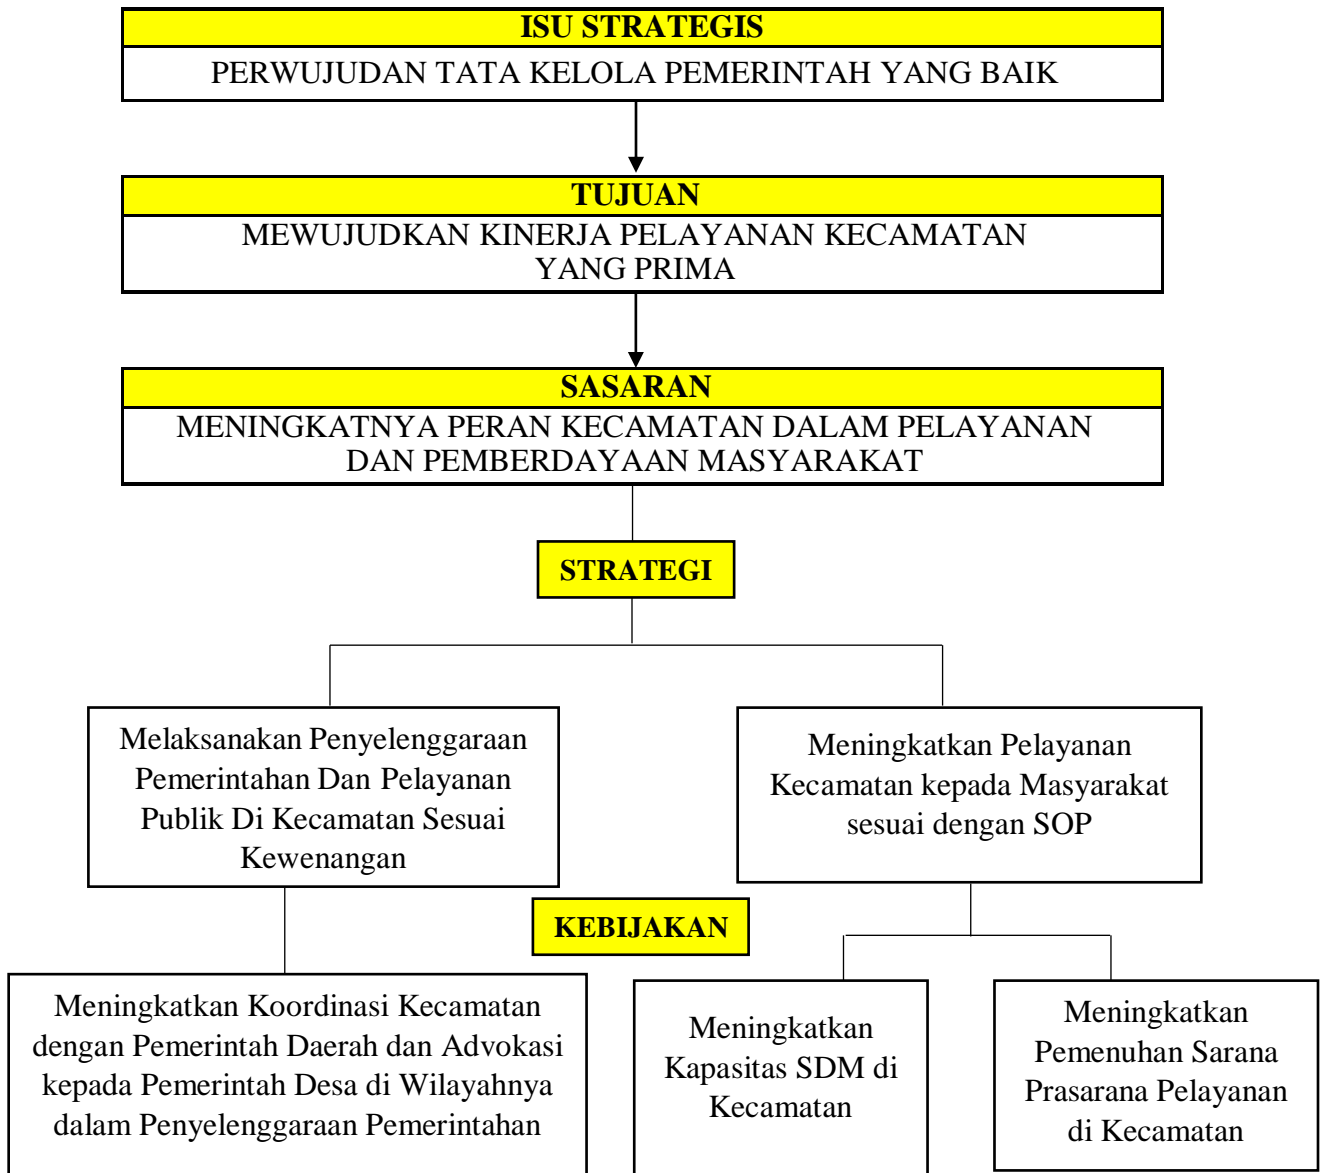 ISU STRATEGIS
PERWUJUDAN TATA KELOLA PEMERINTAH YANG BAIK
TUJUAN
MEWUJUDKAN KINERJA PELAYANAN KECAMATAN
YANG PRIMA
SASARAN
MENINGKATNYA PERAN KECAMATAN DALAM PELAYANAN
DAN PEMBERDAYAAN MASYARAKAT
STRATEGI
Melaksanakan Penyelenggaraan
Pemerintahan Dan Pelayanan
Publik Di Kecamatan Sesuai
Kewenangan
Meningkatkan Pelayanan
Kecamatan kepada Masyarakat
sesuai dengan SOP
KEBIJAKAN
Meningkatkan Koordinasi Kecamatan
dengan Pemerintah Daerah dan Advokasi
kepada Pemerintah Desa di Wilayahnya
dalam Penyelenggaraan Pemerintahan
Meningkatkan
Kapasitas SDM di
Kecamatan
Meningkatkan
Pemenuhan Sarana
Prasarana Pelayanan
di Kecamatan